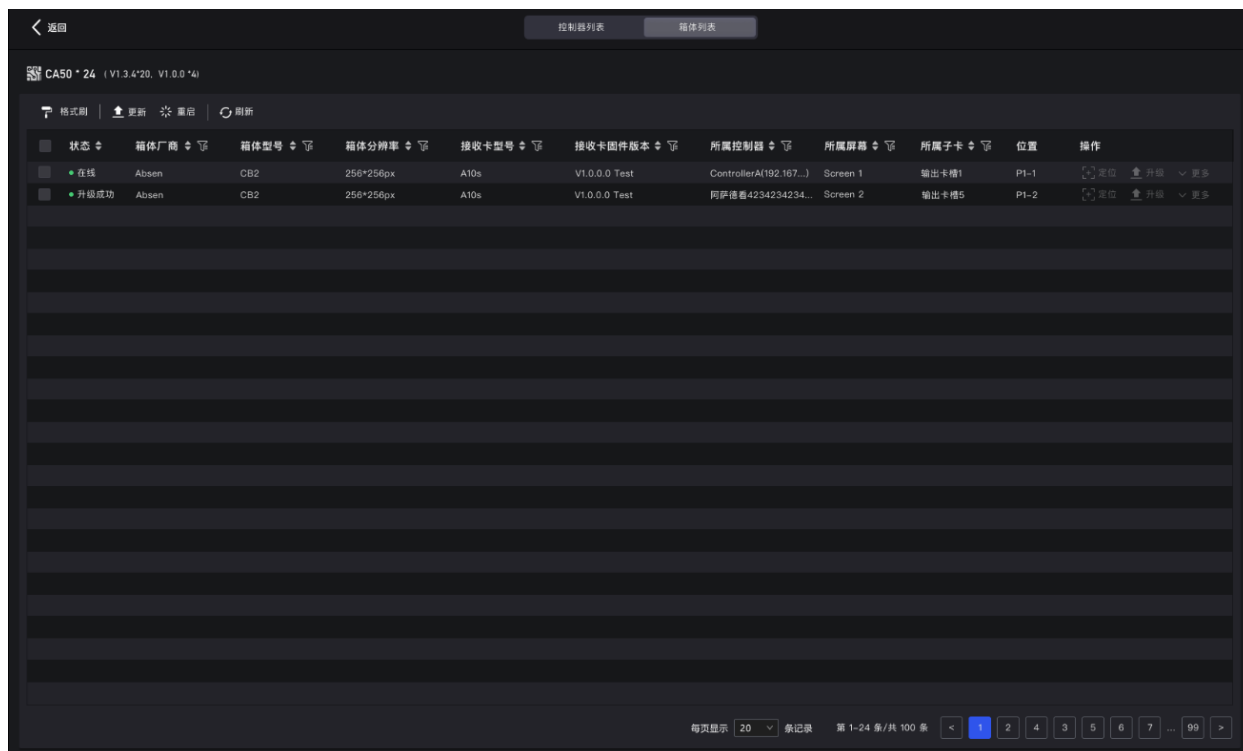 返回
控制器列表 箱体列表
CA50 * 24 ( V1.3.4*20, V1.0.0 *4)
格式刷 更新 重启 刷新
状态 箱体厂商 箱体型号 箱体分辨率 接收卡型号 接收卡固件版本 所属控制器 所属屏幕 所属子卡 位置 操作
在线 Absen CB2 256*256px A10s V1.0.0.0 Test ControllerA(192.167...) Screen 1 输出卡槽1 P1-1 定位 升级 更多
升级成功 Absen CB2 256*256px A10s V1.0.0.0 Test 阿萨德看4234234234... Screen 2 输出卡槽5 P1-2 定位 升级 更多
每页显示 20 条记录 第 1-24 条/共 100 条 < 1 2 4 3 5 6 7 ... 99 >